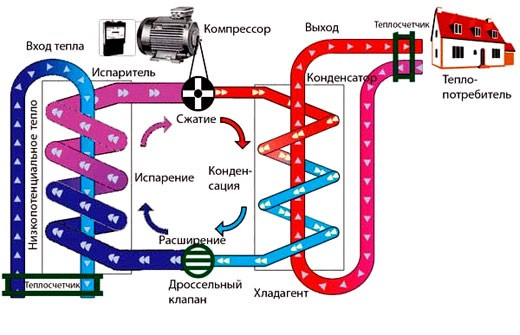 Компрессор
Выход
Теплосчетчик
Вход тепла
Испаритель
Конденсатор
Тепло-
потребитель
Сжатие
Низкопотенциальное тепло
Испарение
Конден-
сация
Расширение
Теплосчетчик
Дроссельный
клапан
Хладагент